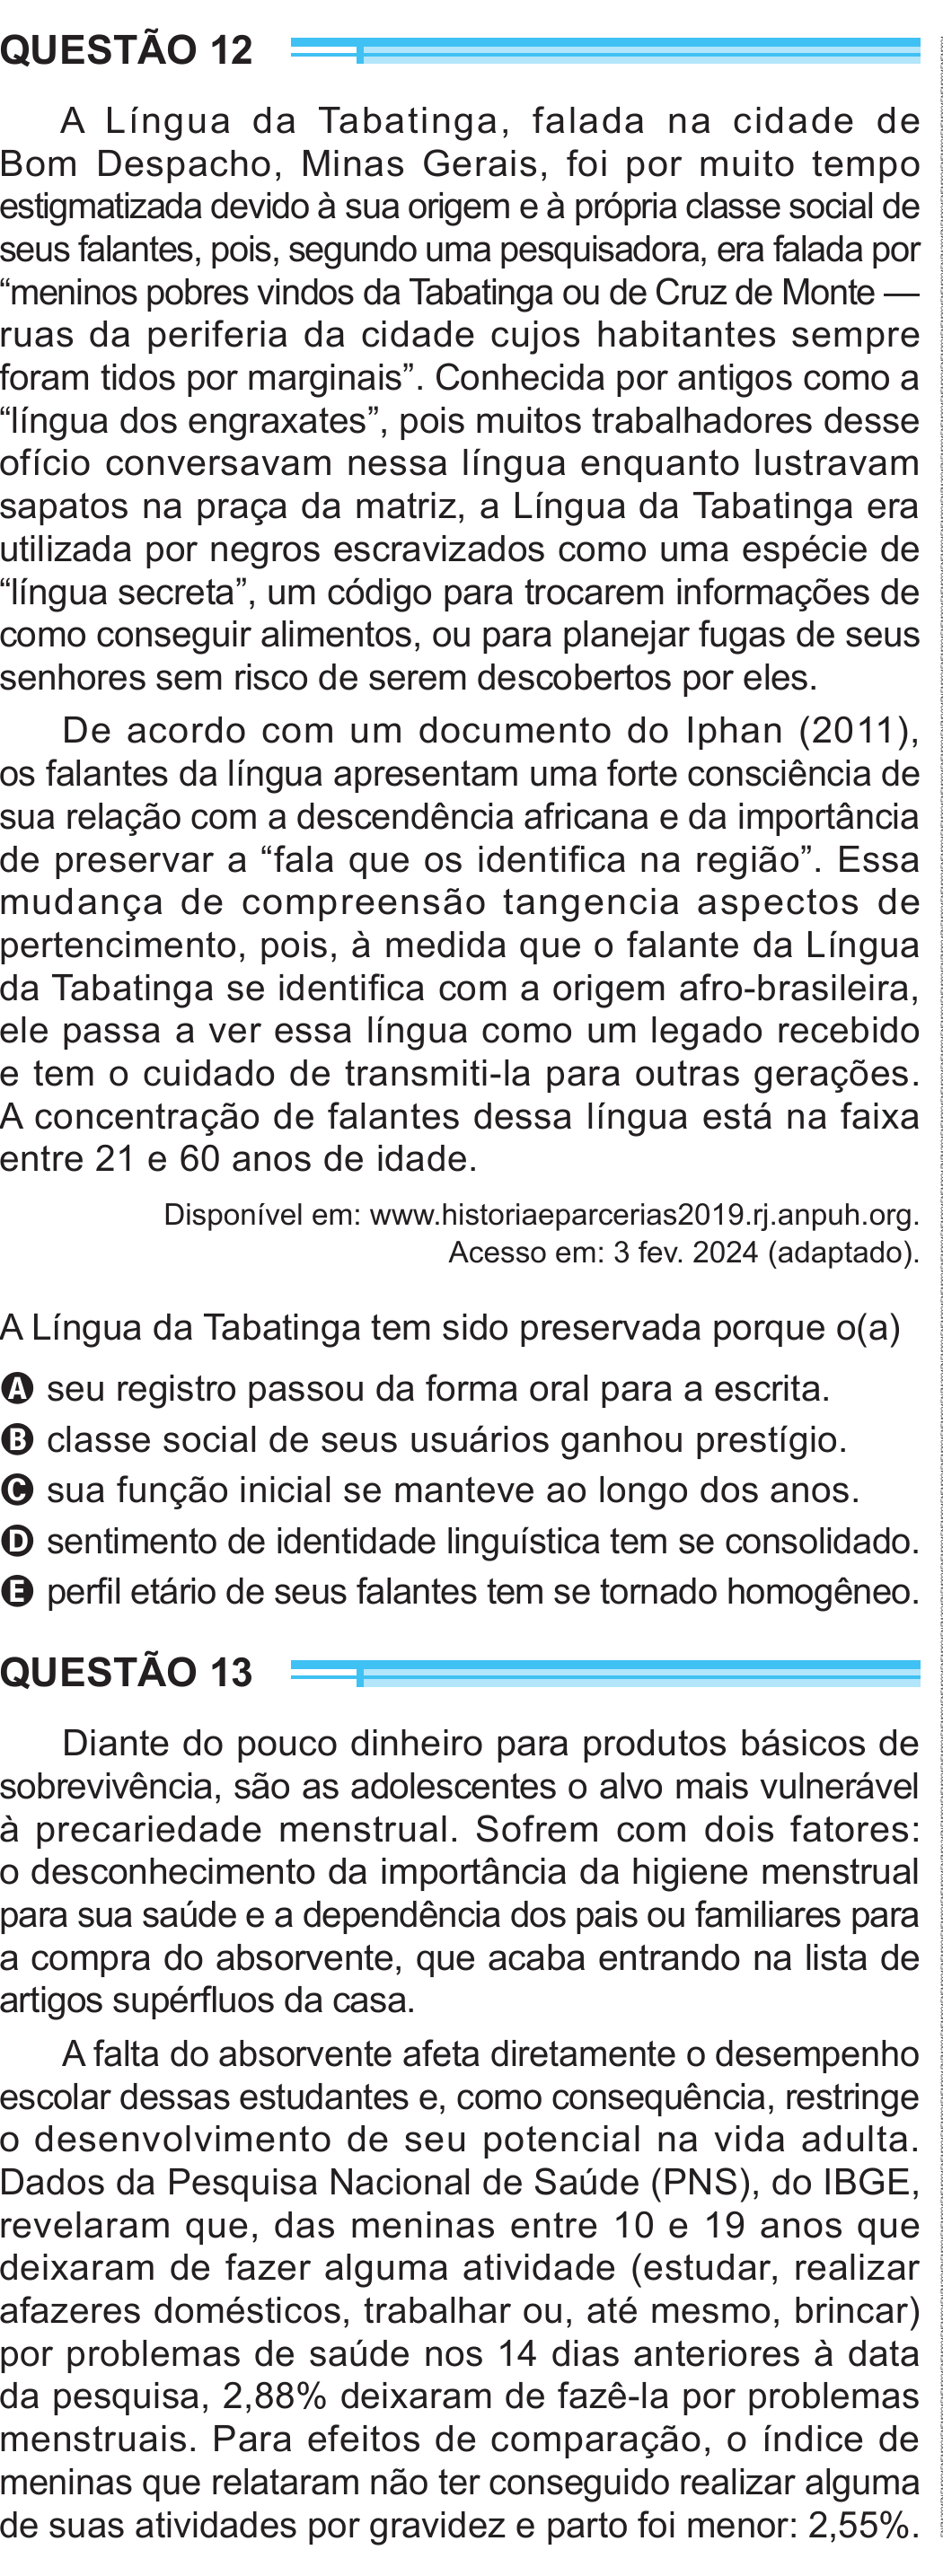 QUESTÃO 12
A Língua da Tabatinga, falada na cidade de
Bom Despacho, Minas Gerais, foi por muito tempo
estigmatizada devido à sua origem e à própria classe social de
seus falantes, pois, segundo uma pesquisadora, era falada por
“meninos pobres vindos da Tabatinga ou de Cruz de Monte —
ruas da periferia da cidade cujos habitantes sempre
foram tidos por marginais”. Conhecida por antigos como a
“língua dos engraxates”, pois muitos trabalhadores desse
ofício conversavam nessa língua enquanto lustravam
sapatos na praça da matriz, a Língua da Tabatinga era
utilizada por negros escravizados como uma espécie de
“língua secreta”, um código para trocarem informações de
como conseguir alimentos, ou para planejar fugas de seus
senhores sem risco de serem descobertos por eles.
De acordo com um documento do Iphan (2011),
os falantes da língua apresentam uma forte consciência de
sua relação com a descendência africana e da importância
de preservar a “fala que os identifica na região”. Essa
mudança de compreensão tangencia aspectos de
pertencimento, pois, à medida que o falante da Língua
da Tabatinga se identifica com a origem afro-brasileira,
ele passa a ver essa língua como um legado recebido
e tem o cuidado de transmiti-la para outras gerações.
A concentração de falantes dessa língua está na faixa
entre 21 e 60 anos de idade.
Disponível em: www.historiaeparcerias2019.rj.anpuh.org.
Acesso em: 3 fev. 2024 (adaptado).
A Língua da Tabatinga tem sido preservada porque o(a)
A seu registro passou da forma oral para a escrita.
B classe social de seus usuários ganhou prestígio.
C sua função inicial se manteve ao longo dos anos.
D sentimento de identidade linguística tem se consolidado.
E perfil etário de seus falantes tem se tornado homogêneo.
QUESTÃO 13
Diante do pouco dinheiro para produtos básicos de
sobrevivência, são as adolescentes o alvo mais vulnerável
à precariedade menstrual. Sofrem com dois fatores:
o desconhecimento da importância da higiene menstrual
para sua saúde e a dependência dos pais ou familiares para
a compra do absorvente, que acaba entrando na lista de
artigos supérfluos da casa.
A falta do absorvente afeta diretamente o desempenho
escolar dessas estudantes e, como consequência, restringe
o desenvolvimento de seu potencial na vida adulta.
Dados da Pesquisa Nacional de Saúde (PNS), do IBGE,
revelaram que, das meninas entre 10 e 19 anos que
deixaram de fazer alguma atividade (estudar, realizar
afazeres domésticos, trabalhar ou, até mesmo, brincar)
por problemas de saúde nos 14 dias anteriores à data
da pesquisa, 2,88% deixaram de fazê-la por problemas
menstruais. Para efeitos de comparação, o índice de
meninas que relataram não ter conseguido realizar alguma
de suas atividades por gravidez e parto foi menor: 2,55%.